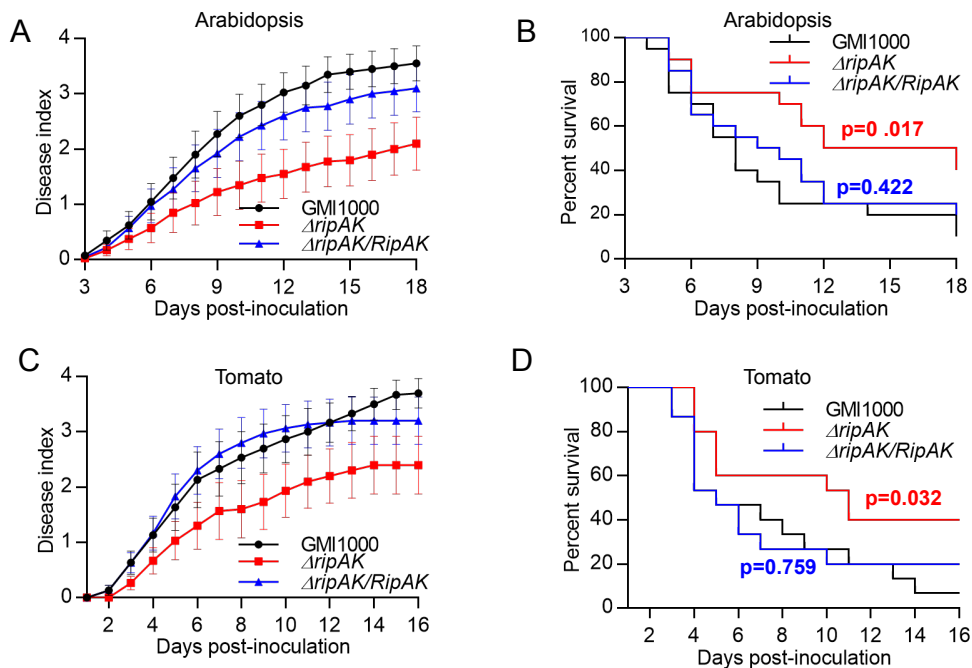 A
Arabidopsis
Disease index
4
3
2
1
0
GMI1000
ΔripAK
ΔripAK/RipAK
3 6 9 12 15 18
Days post-inoculation
B
Arabidopsis
Percent survival
100
80
60
40
20
0
GMI1000
ΔripAK
ΔripAK/RipAK
p=0 .017
p=0.422
3 6 9 12 15 18
Days post-inoculation
C
Tomato
Disease index
4
3
2
1
0
GMI1000
ΔripAK
ΔripAK/RipAK
2 4 6 8 10 12 14 16
Days post-inoculation
D
Tomato
Percent survival
100
80
60
40
20
0
GMI1000
ΔripAK
ΔripAK/RipAK
p=0.032
p=0.759
2 4 6 8 10 12 14 16
Days post-inoculation